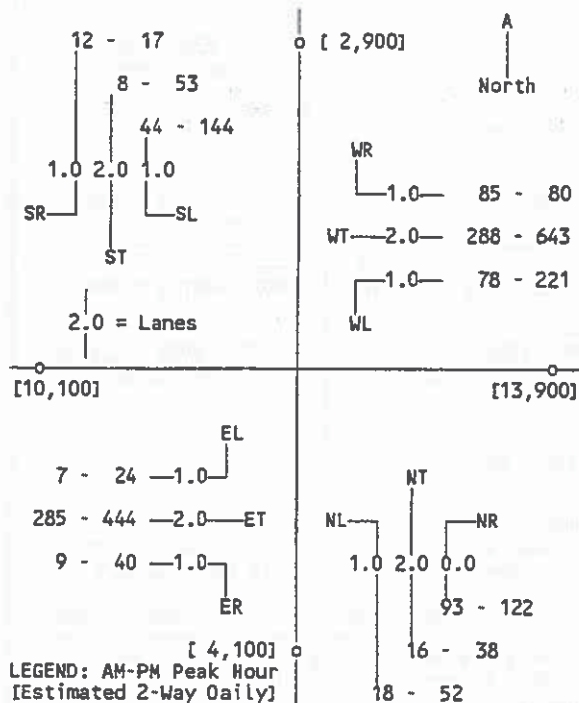 12 - 17
[ 2,900]
A
8 - 53
North
44 - 144
WR
1.0 2.0 1.0
1.0
85 - 80
SR
SL
WT
2.0
288 - 643
ST
1.0
78 - 221
2.0 = Lanes
WL
[10,100]
[13,900]
EL
7 - 24
1.0
NT
285 - 444
2.0
ET
NL
NR
9 - 40
1.0
1.0 2.0 0.0
ER
93 - 122
[ 4,100]
16 - 38
LEGEND: AM-PM Peak Hour
[Estimated 2-Way Daily]
18 - 52